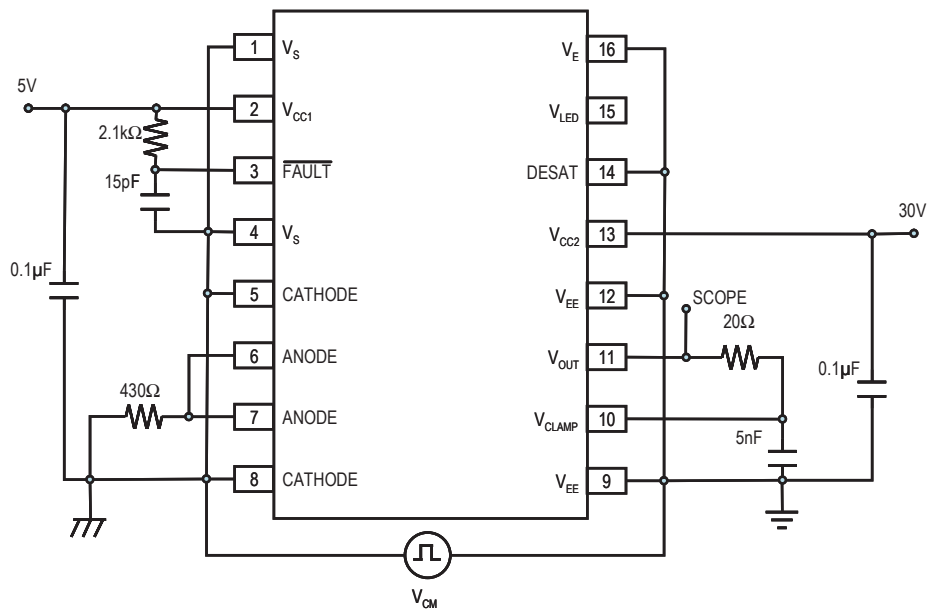 1 V_S V_E 16
5V
2 V_CC1 V_LED 15
2.1kΩ
3 FAULT DESAT 14
15pF
30V
4 V_S V_CC2 13
0.1µF
5 CATHODE V_EE 12
SCOPE
20Ω
6 ANODE V_OUT 11
0.1µF
430Ω
7 ANODE V_CLAMP 10
5nF
8 CATHODE V_EE 9
V_CM